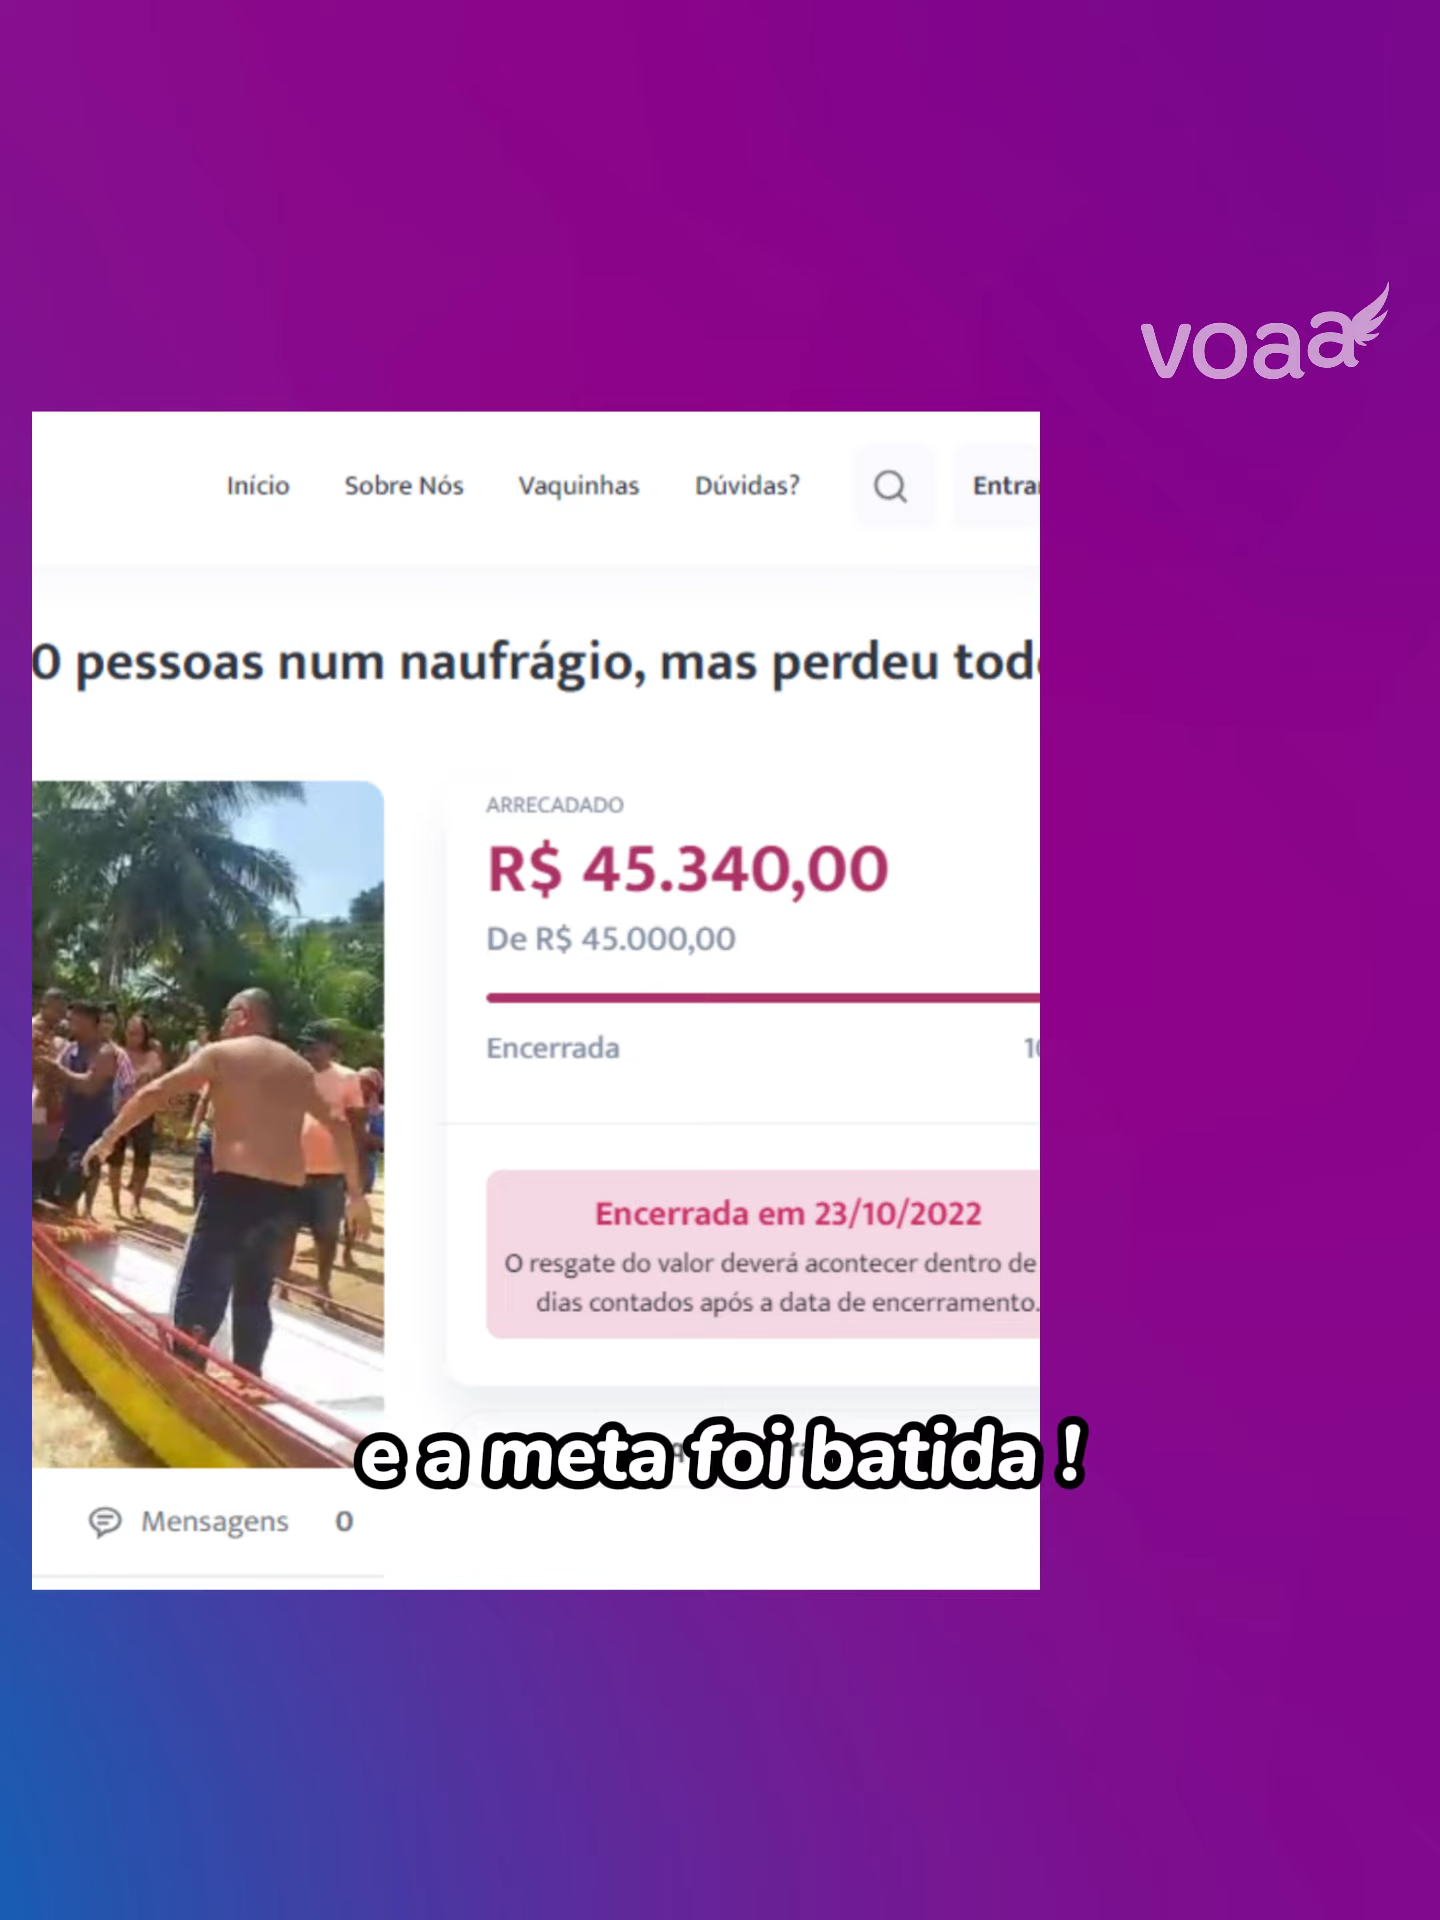 voaa
Início Sobre Nós Vaquinhas Dúvidas?
0 pessoas num naufrágio, mas perdeu
ARRECADADO
R$ 45.340,00
De R$ 45.000,00
Encerrada
Encerrada em 23/10/2022
O resgate do valor deverá acontecer dentro de
dias contados após a data de encerramento.
e a meta foi batida !
Mensagens 0